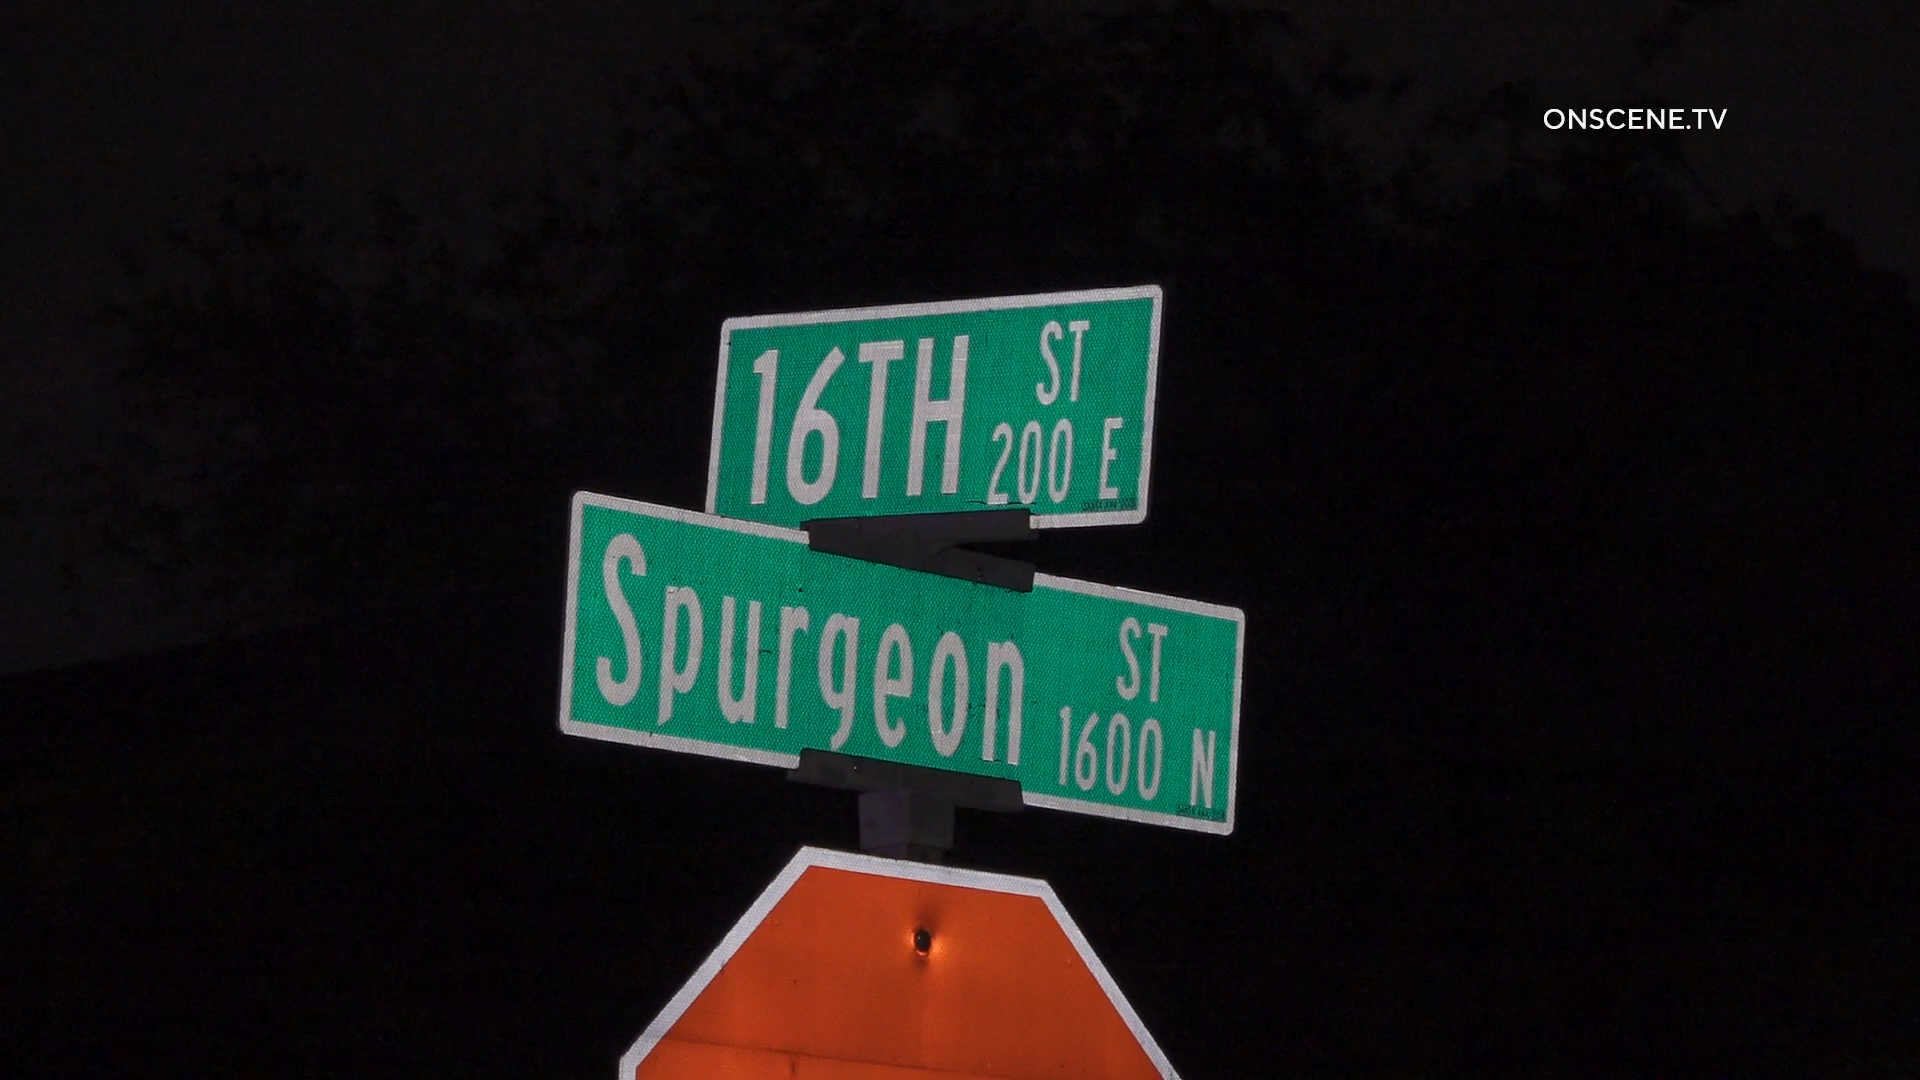 ONSCENE.TV
16TH ST
200 E
Spurgeon ST
1600 N